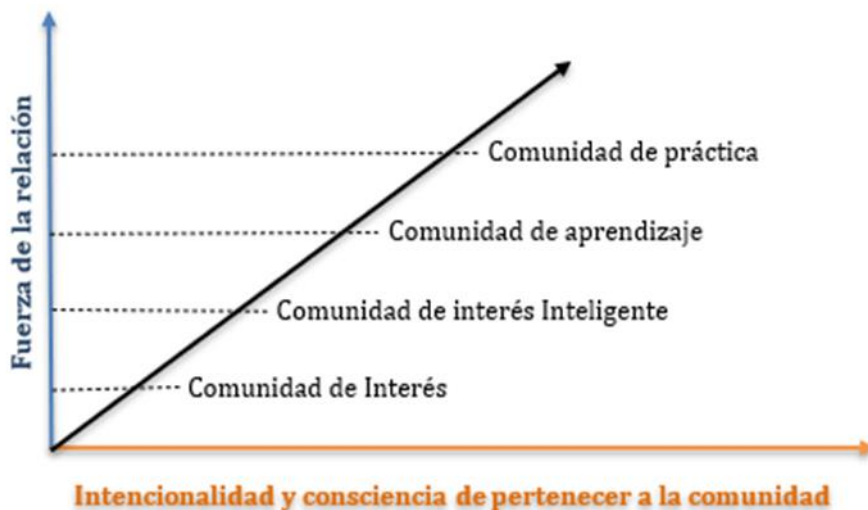 Fuerza de la relación
Comunidad de práctica
Comunidad de aprendizaje
Comunidad de interés Inteligente
Comunidad de Interés
Intencionalidad y consciencia de pertenecer a la comunidad